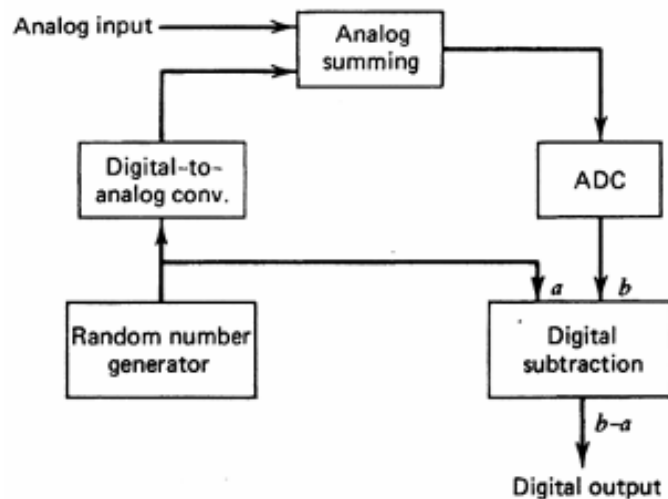 Analog input
Analog
summing
Digital-to-
analog conv.
ADC
a
b
Random number
generator
Digital
subtraction
b-a
Digital output